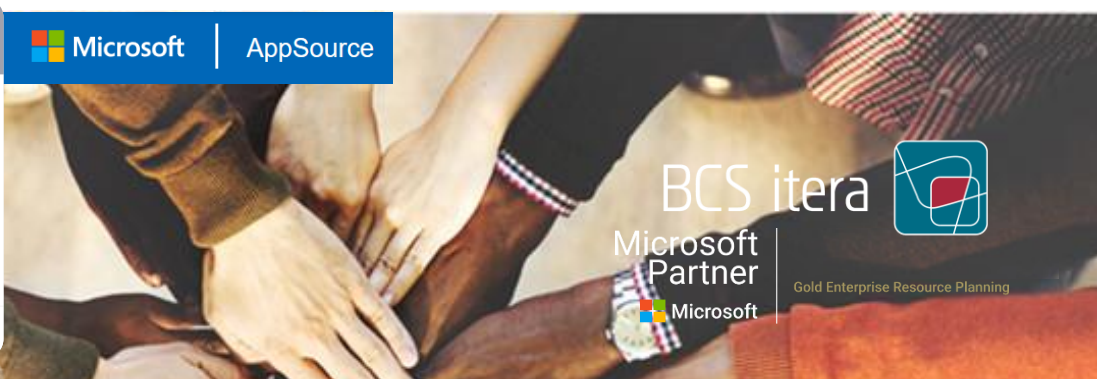 Microsoft | AppSource
BCS itera
Microsoft
Partner
Microsoft
Gold Enterprise Resource Planning